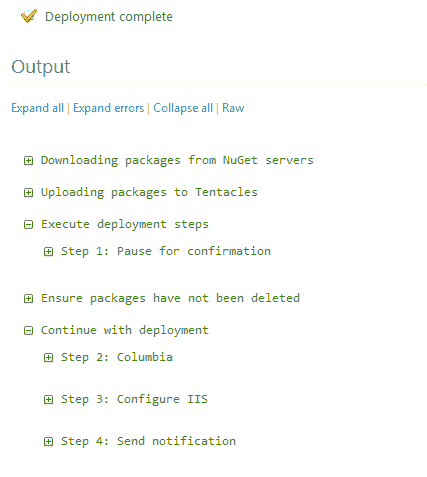 Deployment complete
Output
Expand all | Expand errors | Collapse all | Raw
Downloading packages from NuGet servers
Uploading packages to Tentacles
Execute deployment steps
Step 1: Pause for confirmation
Ensure packages have not been deleted
Continue with deployment
Step 2: Columbia
Step 3: Configure IIS
Step 4: Send notification